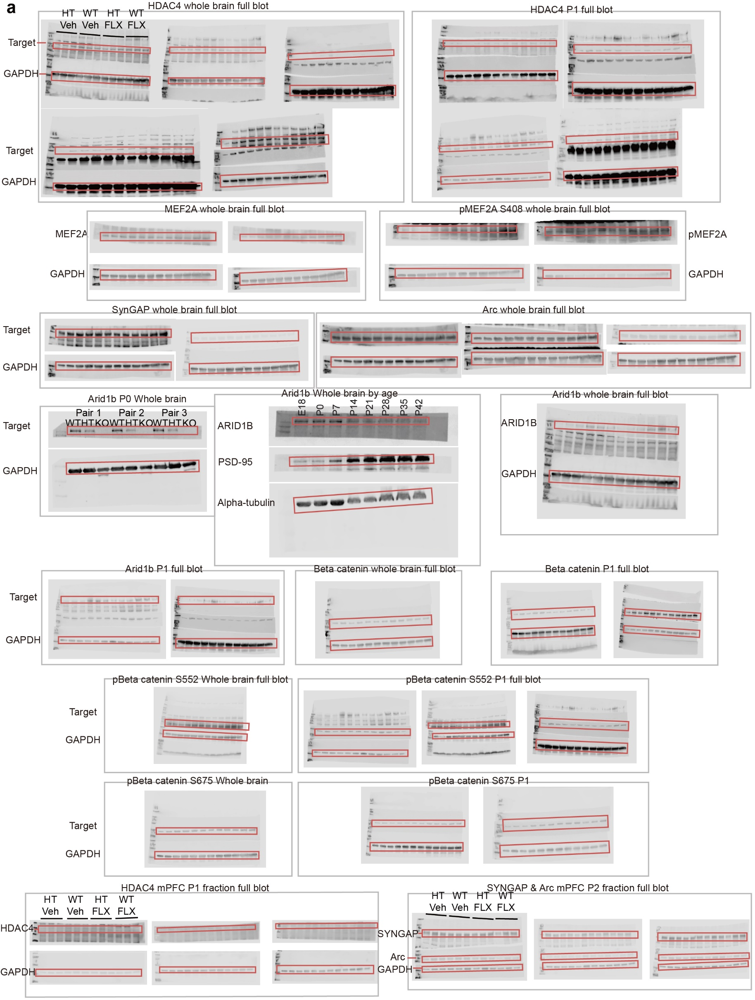 a
HDAC4 whole brain full blot
HT WT HT WT
Veh Veh FLX FLX
Target
GAPDH
Target
GAPDH
HDAC4 P1 full blot
MEF2A whole brain full blot
MEF2A
GAPDH
pMEF2A S408 whole brain full blot
pMEF2A
GAPDH
SynGAP whole brain full blot
Target
GAPDH
Arc whole brain full blot
Arid1b P0 Whole brain
Pair 1 Pair 2 Pair 3
WTHTKOWTHTKOWTHTKO
Target
GAPDH
Arid1b Whole brain by age
E18 P0 P7 P14 P21 P28 P35 P42
ARID1B
PSD-95
Alpha-tubulin
Arid1b whole brain full blot
ARID1B
GAPDH
Arid1b P1 full blot
Target
GAPDH
Beta catenin whole brain full blot
Beta catenin P1 full blot
pBeta catenin S552 Whole brain full blot
Target
GAPDH
pBeta catenin S552 P1 full blot
pBeta catenin S675 Whole brain
Target
GAPDH
pBeta catenin S675 P1
HDAC4 mPFC P1 fraction full blot
HT WT HT WT
Veh Veh FLX FLX
HDAC4
GAPDH
SYNGAP & Arc mPFC P2 fraction full blot
HT WT HT WT
Veh Veh FLX FLX
SYNGAP
Arc
GAPDH